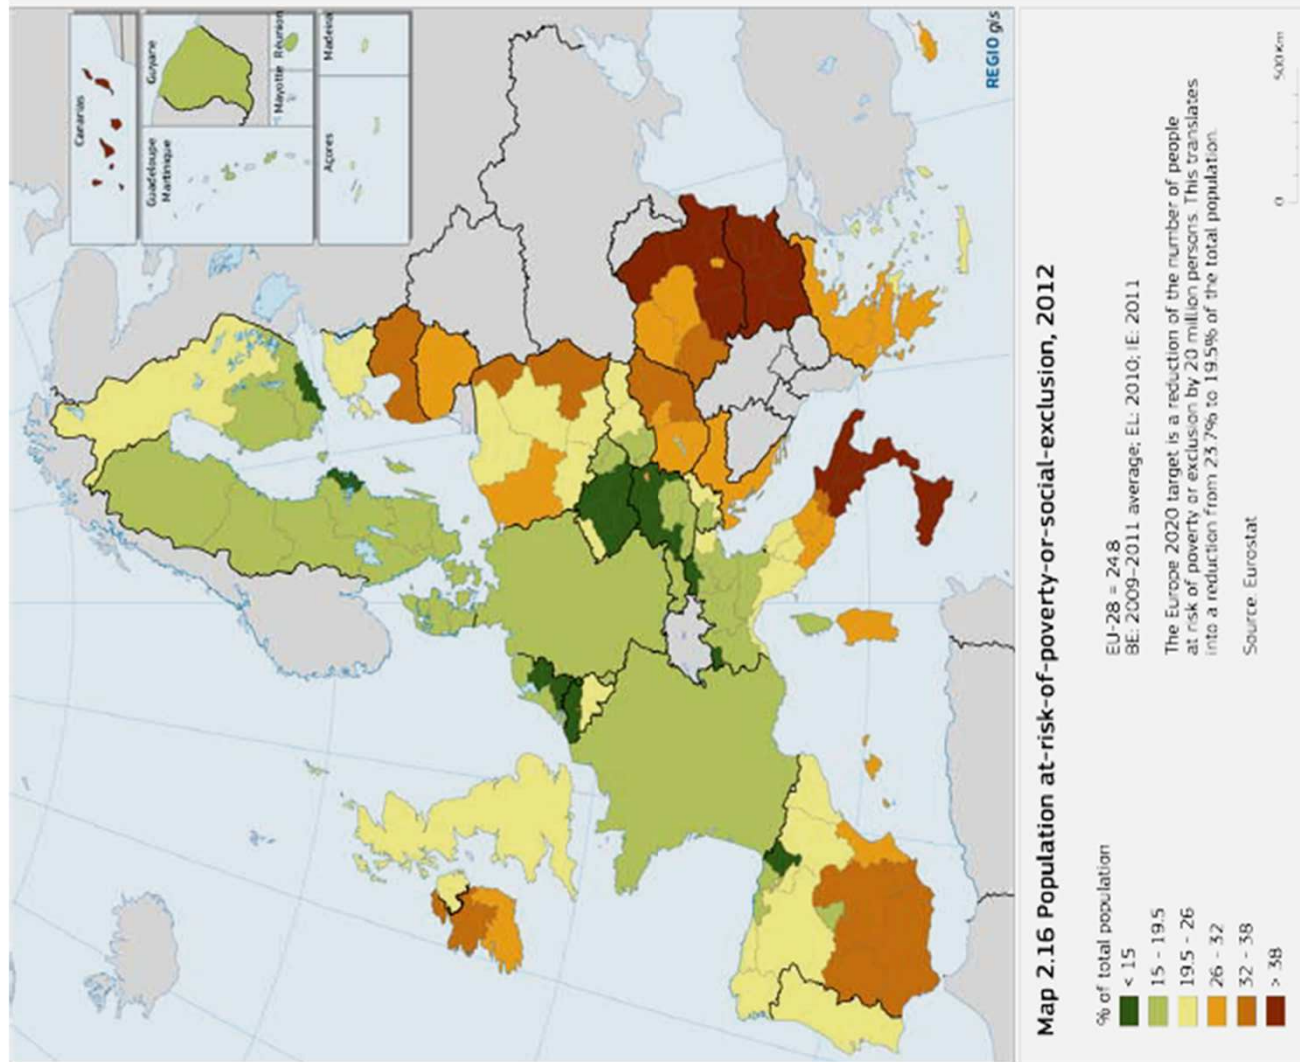 Canarias
Guadeloupe
Martinique
Guyane
Mayotte
Réunion
Açores
Madeira
REGIO gis
Map 2.16 Population at-risk-of-poverty-or-social-exclusion, 2012
% of total population
< 15
15 - 19.5
19.5 - 26
26 - 32
32 - 38
> 38
EU-28 = 24.8
BE: 2009-2011 average; EL: 2010; IE: 2011
The Europe 2020 target is a reduction of the number of people
at risk of poverty or exclusion by 20 million persons. This translates
into a reduction from 23.7% to 19.5% of the total population.
Source: Eurostat
0
500 Km